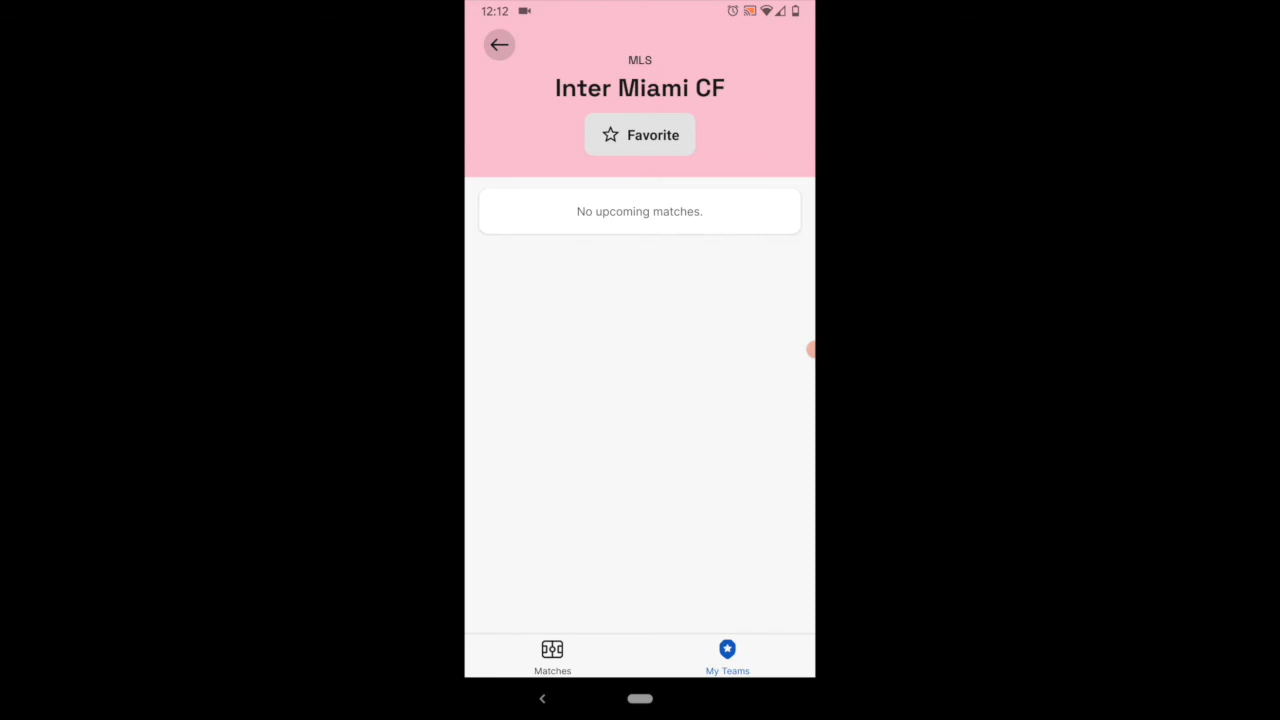 12:12
MLS
Inter Miami CF
Favorite
No upcoming matches.
Matches
My Teams